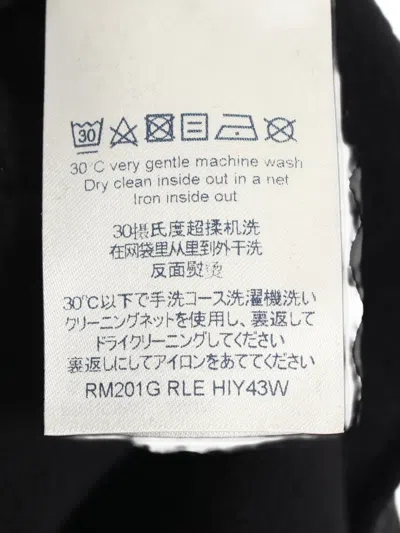 30
30°C very gentle machine wash
Dry clean inside out in a net
Iron inside out
30摄氏度超揉机洗
在网袋里从里到外干洗
反面熨烫
30℃以下で手洗コース洗濯機洗い
クリーニングネットを使用し、裏返して
ドライクリーニングしてください
裏返しにしてアイロンをあててください
RM201G RLE HIY43W